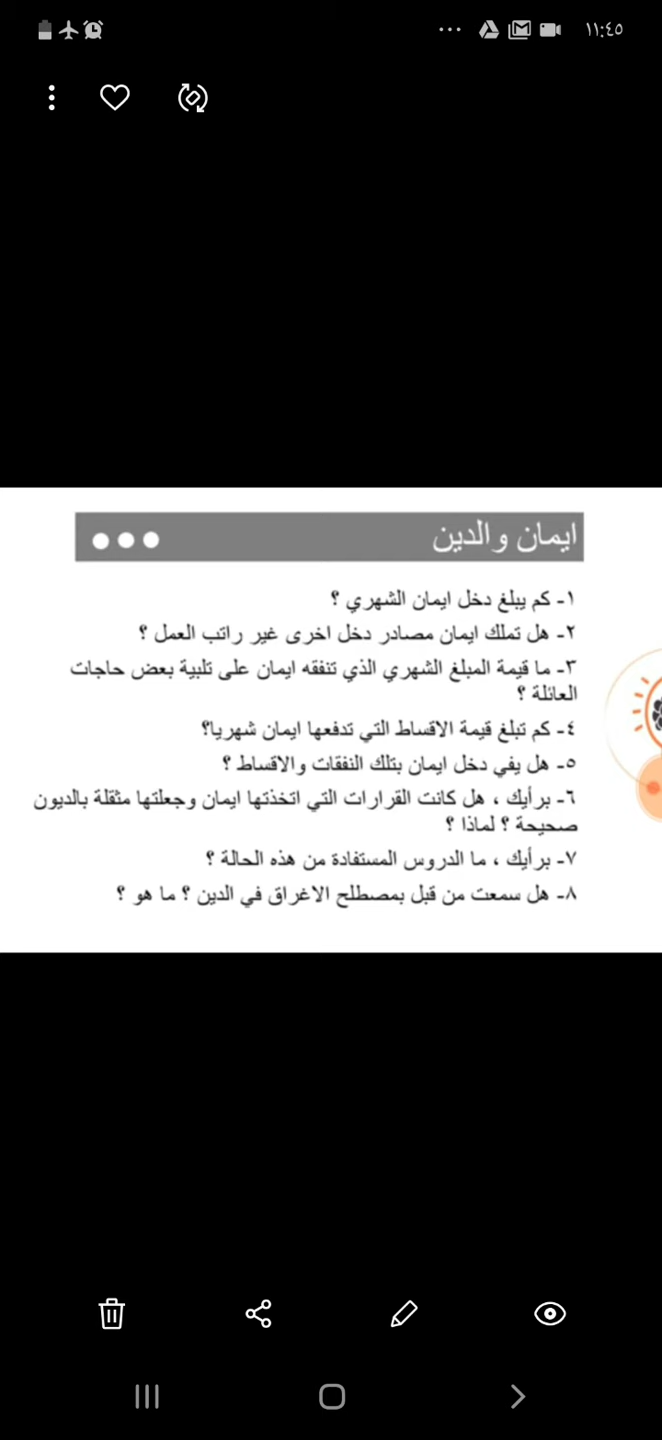 ١١:٤٥
ايمان والدين
١- كم يبلغ دخل ايمان الشهري ؟
٢- هل تملك ايمان مصادر دخل اخرى غير راتب العمل ؟
٣- ما قيمة المبلغ الشهري الذي تنفقه ايمان على تلبية بعض حاجات
العائلة ؟
٤- كم تبلغ قيمة الاقساط التي تدفعها ايمان شهريا؟
٥- هل يفي دخل ايمان بتلك النفقات والاقساط ؟
٦- برأيك ، هل كانت القرارات التي اتخذتها ايمان وجعلتها مثقلة بالديون
صحيحة ؟ لماذا ؟
٧- برأيك ، ما الدروس المستفادة من هذه الحالة ؟
٨- هل سمعت من قبل بمصطلح الاغراق في الدين ؟ ما هو ؟